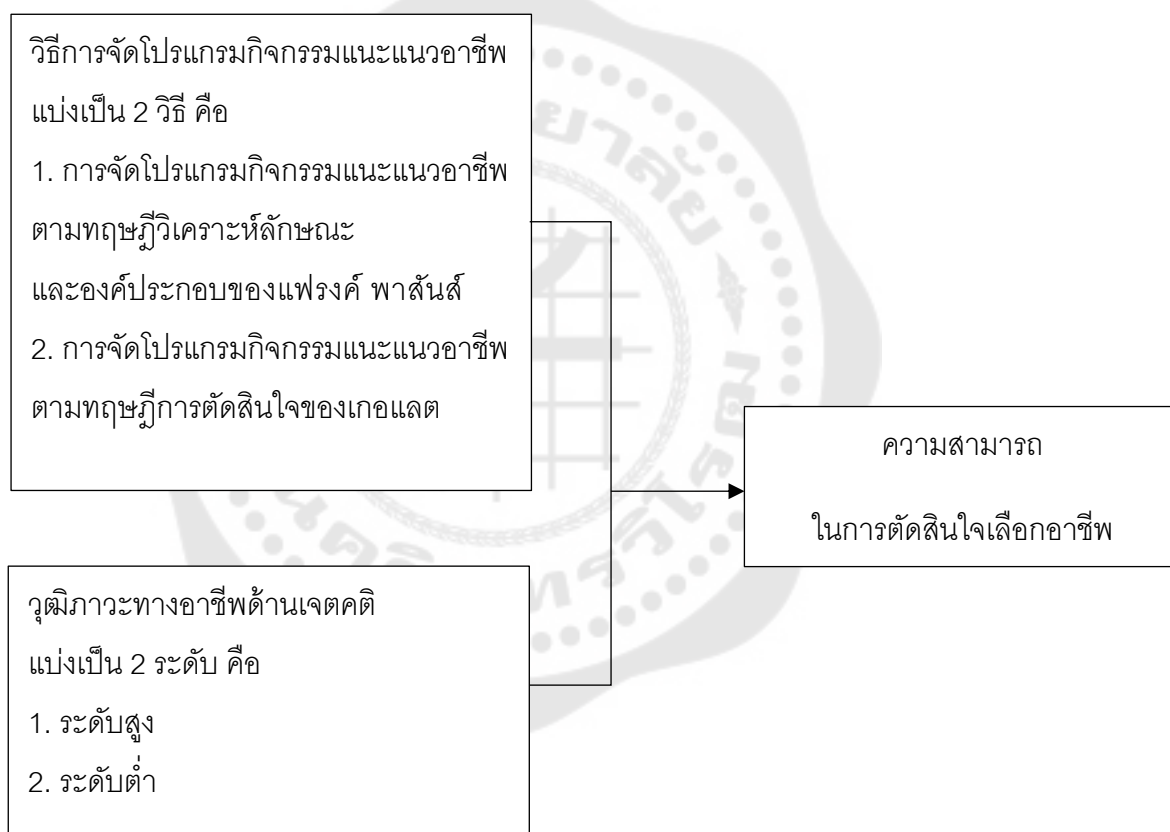 วิธีการจัดโปรแกรมกิจกรรมแนะแนวอาชีพ
แบ่งเป็น 2 วิธี คือ
1. การจัดโปรแกรมกิจกรรมแนะแนวอาชีพ
ตามทฤษฎีวิเคราะห์ลักษณะ
และองค์ประกอบของแฟรงค์ พาสันส์
2. การจัดโปรแกรมกิจกรรมแนะแนวอาชีพ
ตามทฤษฎีการตัดสินใจของเกอแลต
ความสามารถ
ในการตัดสินใจเลือกอาชีพ
วุฒิภาวะทางอาชีพด้านเจตคติ
แบ่งเป็น 2 ระดับ คือ
1. ระดับสูง
2. ระดับต่ำ